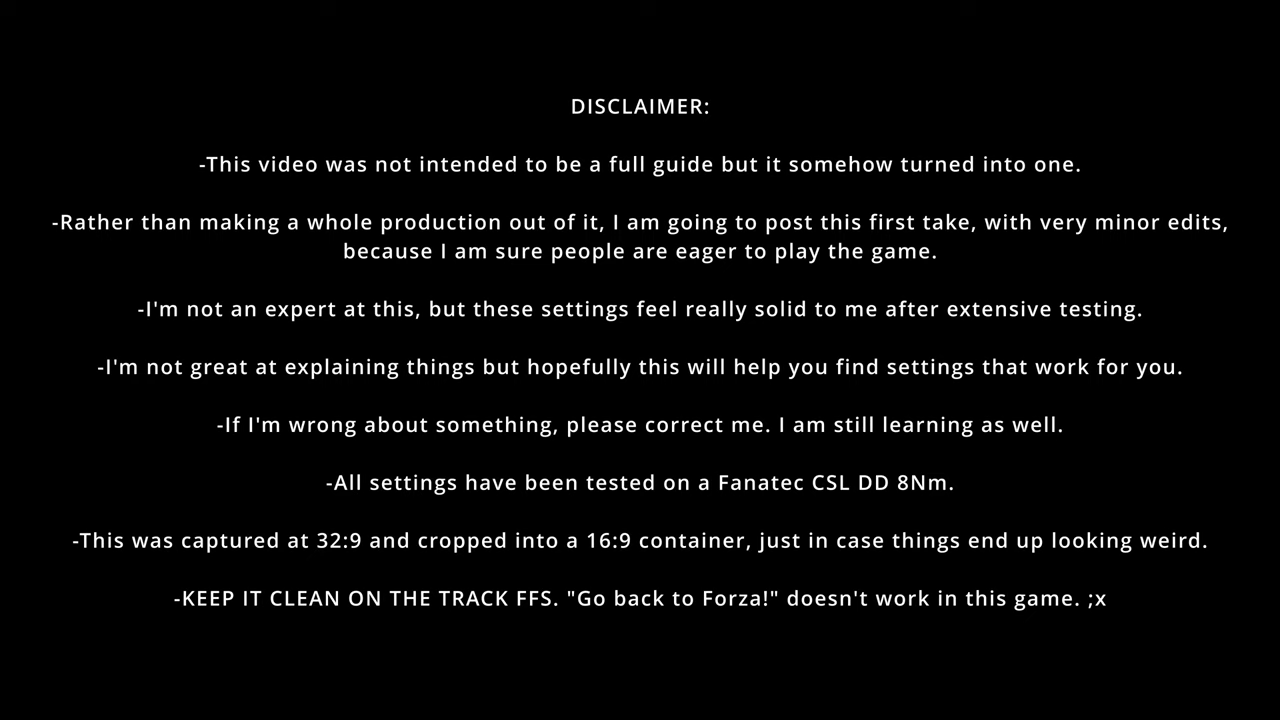 DISCLAIMER:
-This video was not intended to be a full guide but it somehow turned into one.
-Rather than making a whole production out of it, I am going to post this first take, with very minor edits,
because I am sure people are eager to play the game.
-I'm not an expert at this, but these settings feel really solid to me after extensive testing.
-I'm not great at explaining things but hopefully this will help you find settings that work for you.
-If I'm wrong about something, please correct me. I am still learning as well.
-All settings have been tested on a Fanatec CSL DD 8Nm.
-This was captured at 32:9 and cropped into a 16:9 container, just in case things end up looking weird.
-KEEP IT CLEAN ON THE TRACK FFS. "Go back to Forza!" doesn't work in this game. ;x